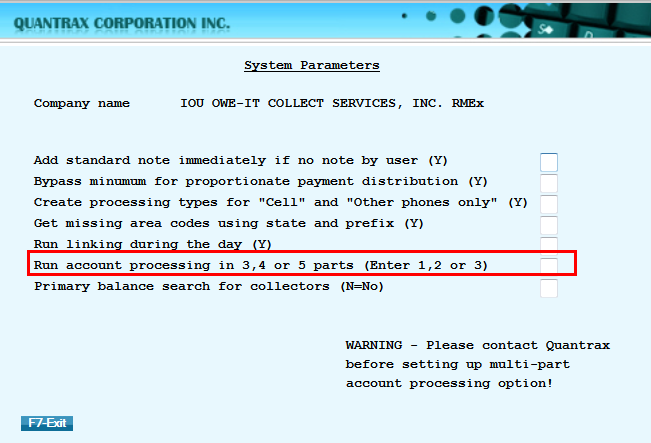 QUANTRAX CORPORATION INC.
System Parameters
Company name IOU OWE-IT COLLECT SERVICES, INC. RMEx
Add standard note immediately if no note by user (Y)
Bypass minumum for proportionate payment distribution (Y)
Create processing types for "Cell" and "Other phones only" (Y)
Get missing area codes using state and prefix (Y)
Run linking during the day (Y)
Run account processing in 3,4 or 5 parts (Enter 1,2 or 3)
Primary balance search for collectors (N=No)
WARNING - Please contact Quantrax
before setting up multi-part
account processing option!
F7-Exit